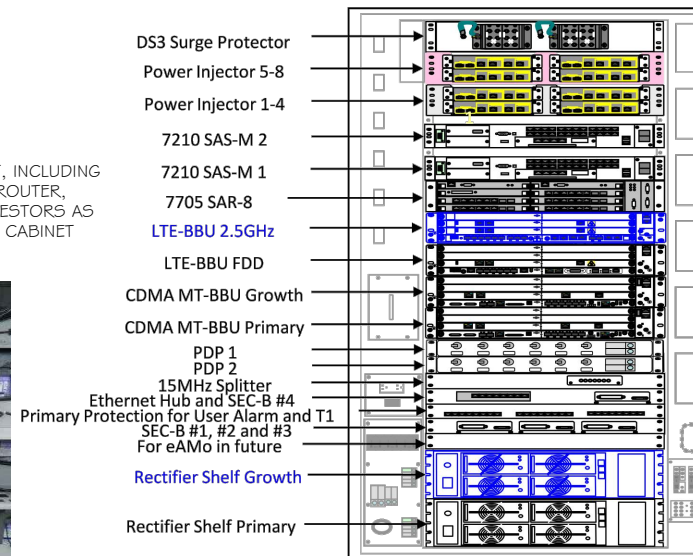 DS3 Surge Protector
Power Injector 5-8
Power Injector 1-4
7210 SAS-M 2
, INCLUDING
7210 SAS-M 1
ROUTER,
7705 SAR-8
ESTORS AS
LTE-BBU 2.5GHz
CABINET
LTE-BBU FDD
CDMA MT-BBU Growth
CDMA MT-BBU Primary
PDP 1
PDP 2
15MHz Splitter
Ethernet Hub and SEC-B #4
Primary Protection for User Alarm and T1
SEC-B #1, #2 and #3
For eAMo in future
Rectifier Shelf Growth
Rectifier Shelf Primary